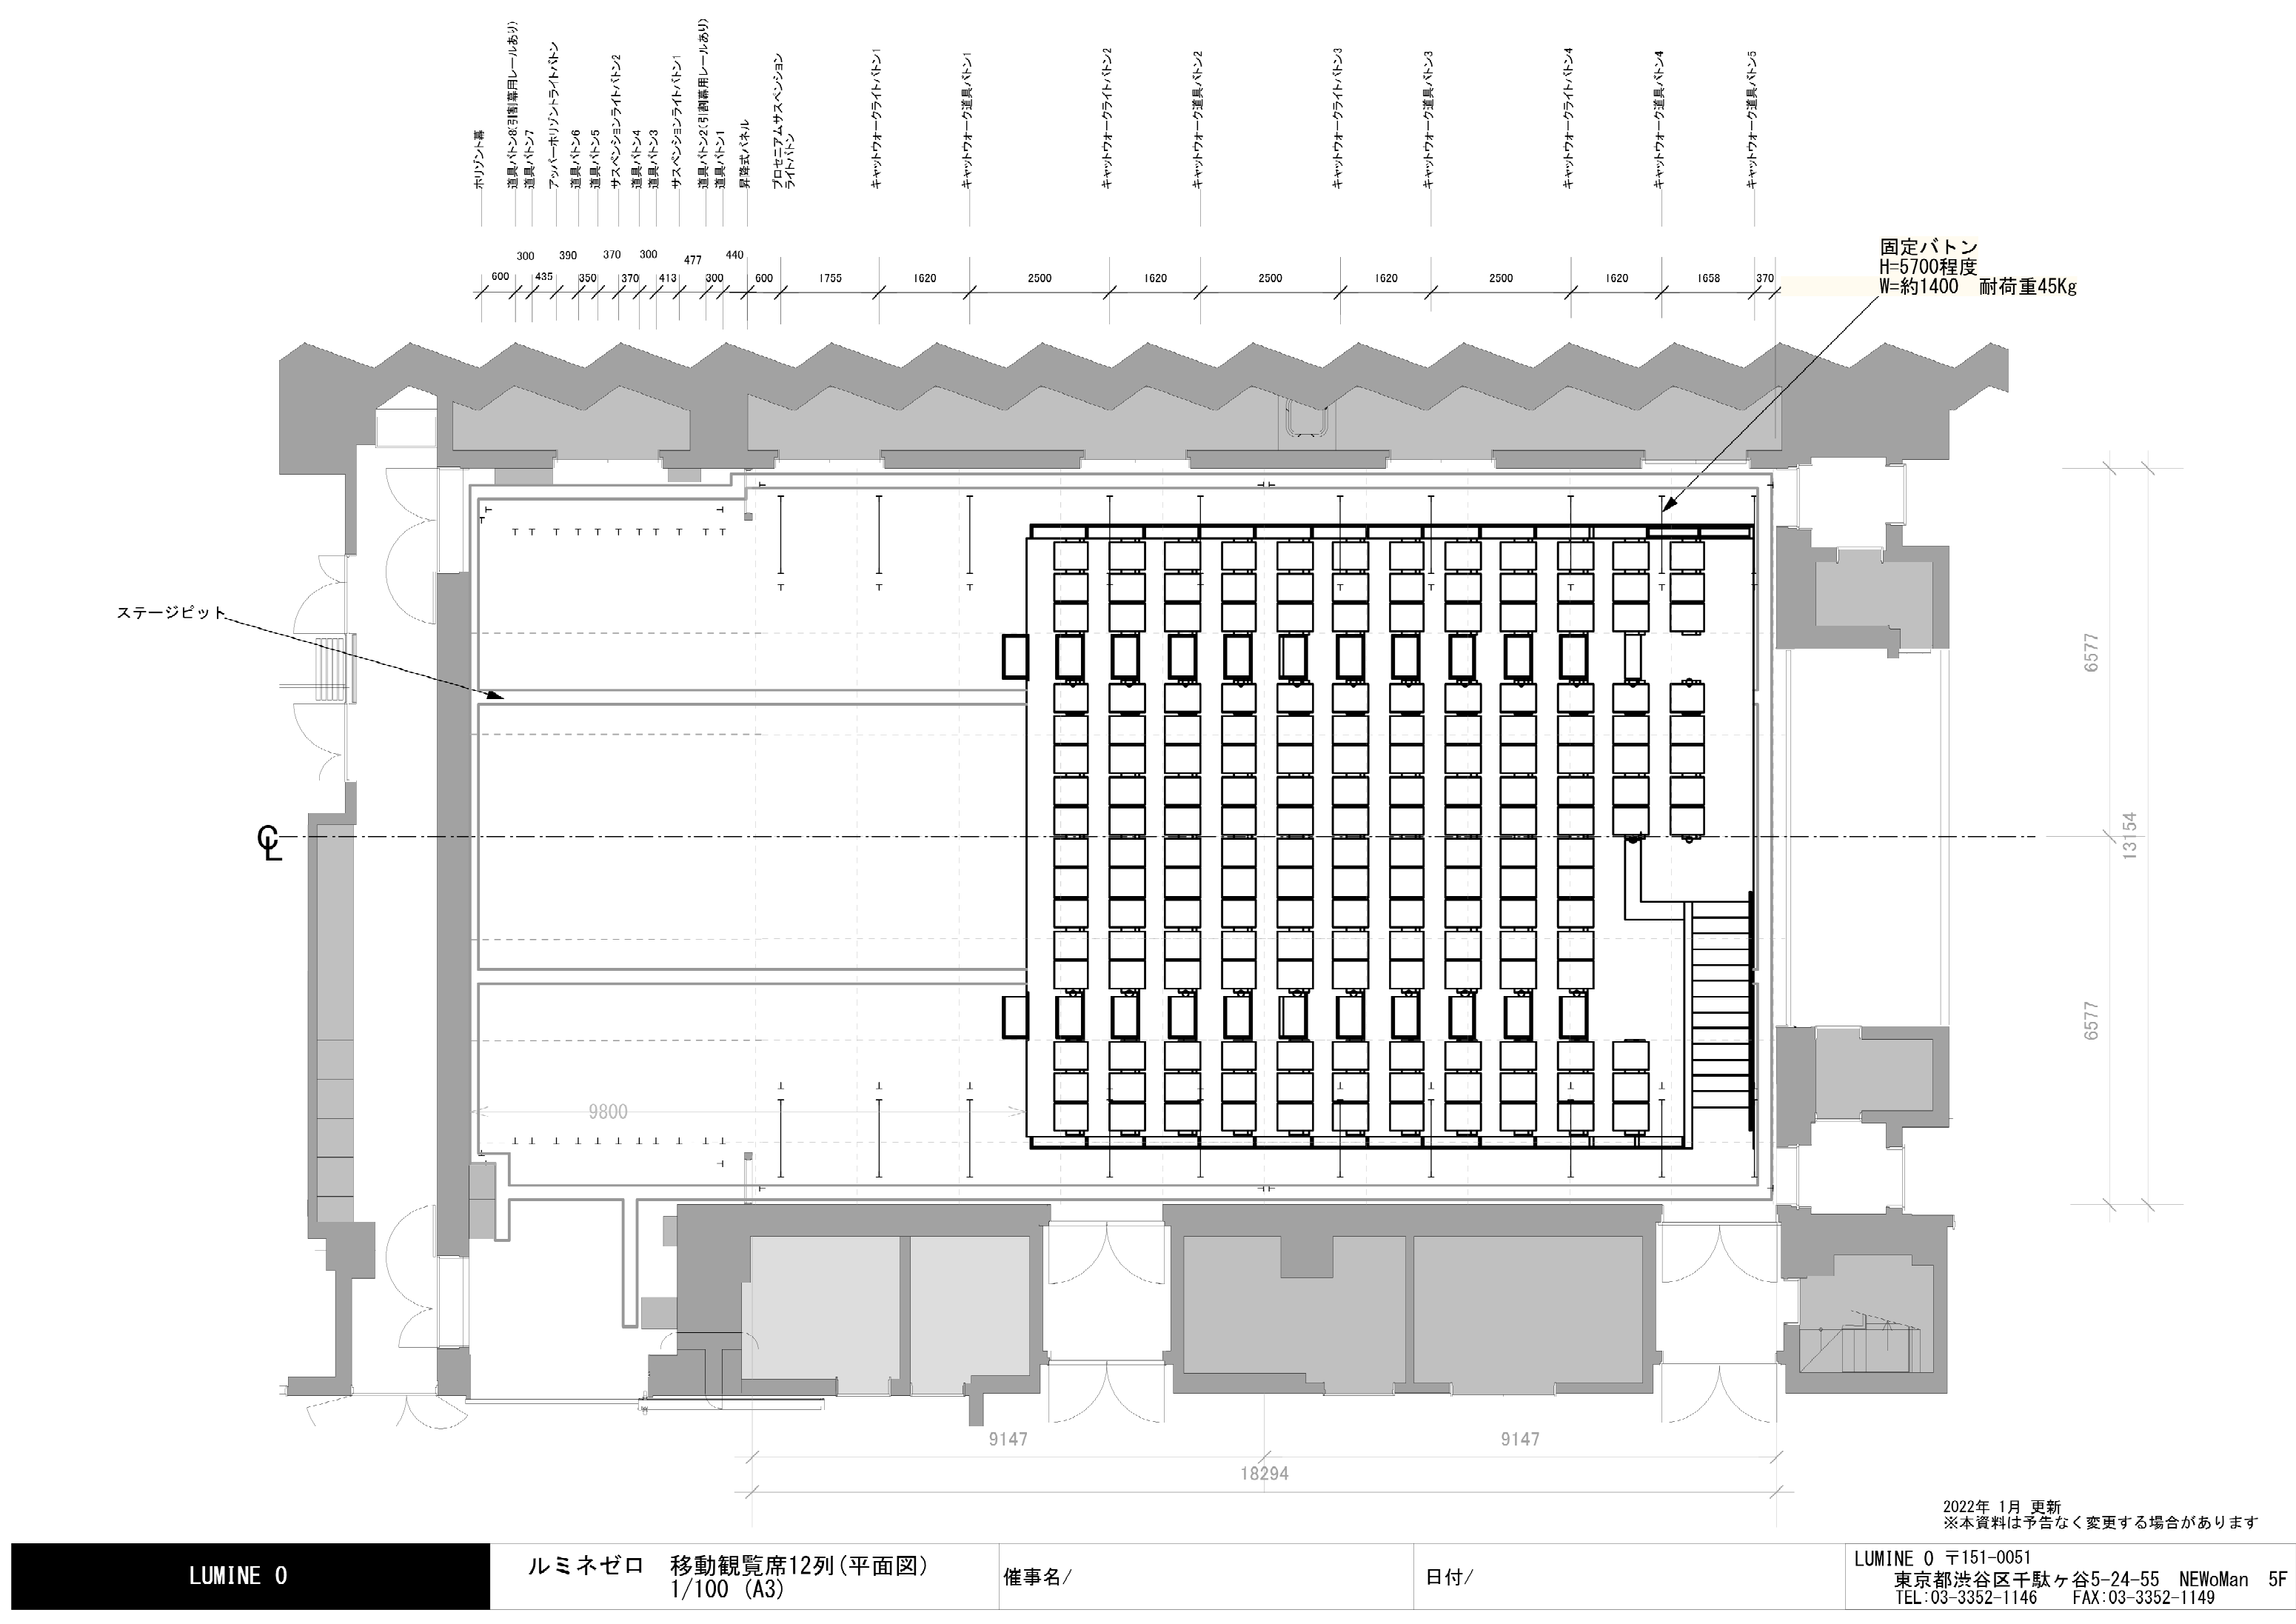 ホリゾント幕
道具バトン8(引割幕用レールあり)
道具バトン7
アッパーホリゾントライトバトン
道具バトン6
道具バトン5
サスペンションライトバトン2
道具バトン4
道具バトン3
サスペンションライトバトン1
道具バトン2(引割幕用レールあり)
道具バトン1
昇降式パネル
プロセニアムサスペンション
ライトバトン
キャットウォークライトバトン1
キャットウォーク道具バトン1
キャットウォークライトバトン2
キャットウォーク道具バトン2
キャットウォークライトバトン3
キャットウォーク道具バトン3
キャットウォークライトバトン4
キャットウォーク道具バトン4
キャットウォーク道具バトン5
300 390 370 300 477 440
600 435 350 370 413 300 600 1755 1620 2500 1620 2500 1620 2500 1620 1658 370
固定バトン
H=5700程度
W=約1400 耐荷重45Kg
ステージピット
6577
13154
6577
CL
9800
9147 9147
18294
2022年 1月 更新
※本資料は予告なく変更する場合があります
LUMINE 0
ルミネゼロ 移動観覧席12列(平面図)
1/100 (A3)
催事名/
日付/
LUMINE 0 〒151-0051
東京都渋谷区千駄ヶ谷5-24-55 NEWoMan 5F
TEL:03-3352-1146 FAX:03-3352-1149